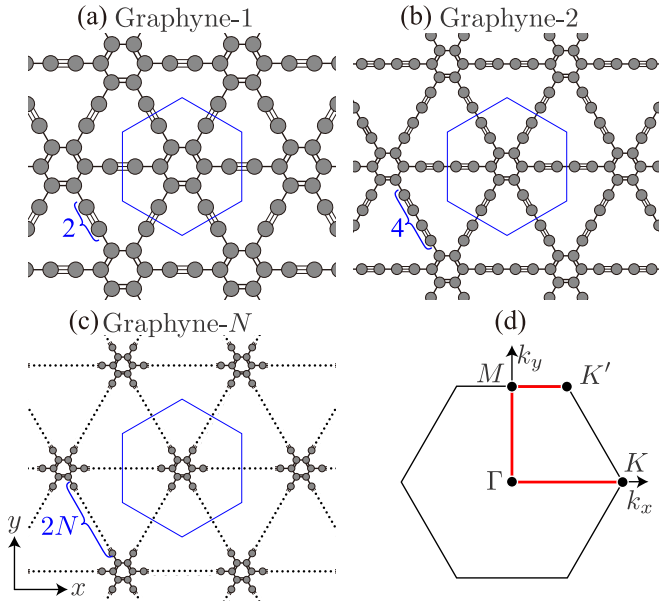 (a) Graphyne-1
(b) Graphyne-2
2
4
(c) Graphyne-N
(d)
2N
y
x
M
k_y
K′
Γ
K
k_x